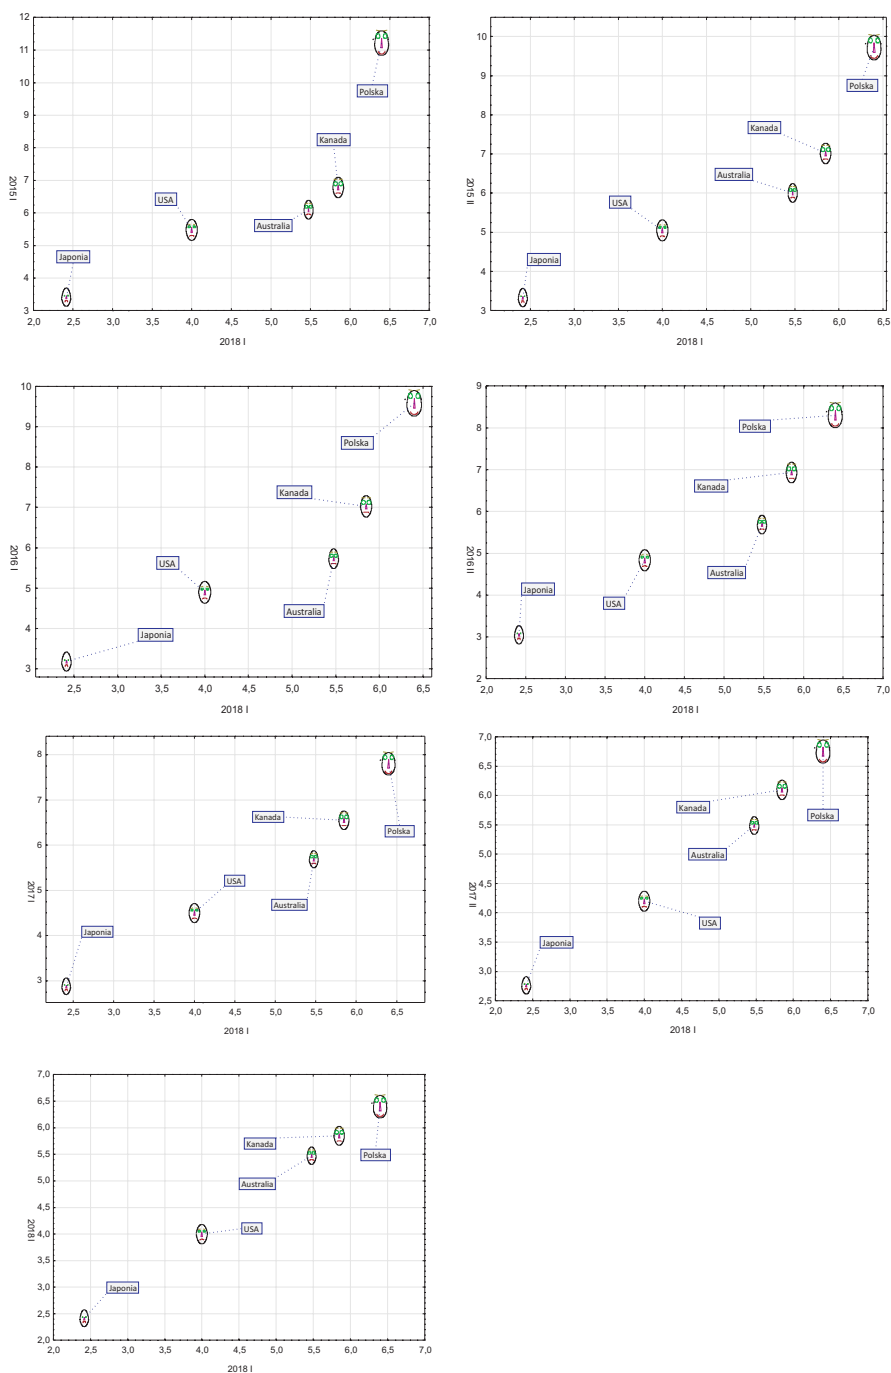 12
11
10
9
8
7
6
5
4
3
2015 I
Polska
Kanada
USA
Australia
Japonia
2,0 2,5 3,0 3,5 4,0 4,5 5,0 5,5 6,0 6,5 7,0
2018 I
10
9
8
7
6
5
4
3
2015 II
Polska
Kanada
Australia
USA
Japonia
2,5 3,0 3,5 4,0 4,5 5,0 5,5 6,0 6,5
2018 I
10
9
8
7
6
5
4
3
2016 I
Polska
Kanada
USA
Australia
Japonia
2,5 3,0 3,5 4,0 4,5 5,0 5,5 6,0 6,5
2018 I
9
8
7
6
5
4
3
2
2016 II
Polska
Kanada
Australia
Japonia
USA
2,0 2,5 3,0 3,5 4,0 4,5 5,0 5,5 6,0 6,5 7,0
2018 I
8
7
6
5
4
3
2017 I
Kanada
Polska
USA
Australia
Japonia
2,5 3,0 3,5 4,0 4,5 5,0 5,5 6,0 6,5
2018 I
7,0
6,5
6,0
5,5
5,0
4,5
4,0
3,5
3,0
2,5
2017 II
Kanada
Polska
Australia
USA
Japonia
2,0 2,5 3,0 3,5 4,0 4,5 5,0 5,5 6,0 6,5 7,0
2018 I
7,0
6,5
6,0
5,5
5,0
4,5
4,0
3,5
3,0
2,5
2,0
2018 I
Kanada
Polska
Australia
USA
Japonia
2,0 2,5 3,0 3,5 4,0 4,5 5,0 5,5 6,0 6,5 7,0
2018 I